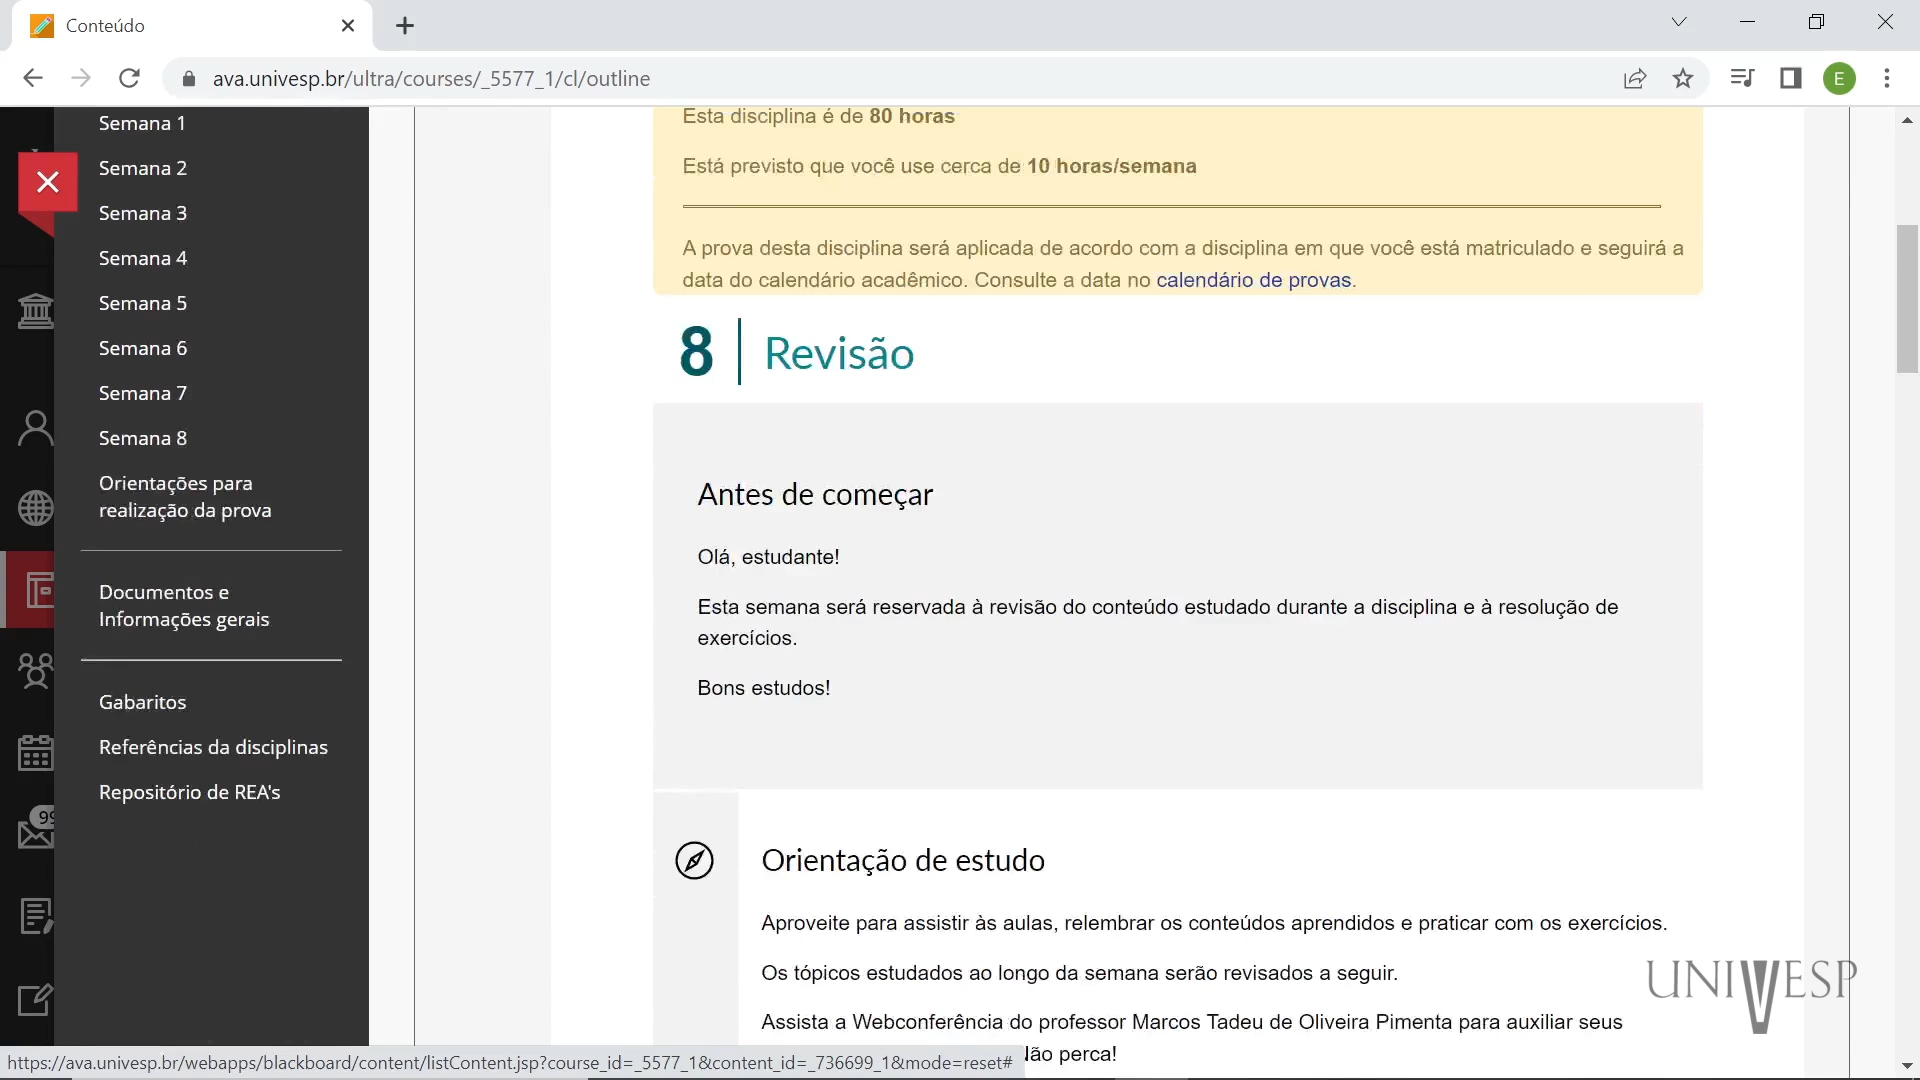 Conteúdo
ava.univesp.br/ultra/courses/_5577_1/cl/outline
E
Semana 1
Semana 2
Semana 3
Semana 4
Semana 5
Semana 6
Semana 7
Semana 8
Orientações para
realização da prova
Documentos e
Informações gerais
Gabaritos
Referências da disciplinas
Repositório de REA's
99
Esta disciplina é de 80 horas
Está previsto que você use cerca de 10 horas/semana
A prova desta disciplina será aplicada de acordo com a disciplina em que você está matriculado e seguirá a
data do calendário acadêmico. Consulte a data no calendário de provas.
8 Revisão
Antes de começar
Olá, estudante!
Esta semana será reservada à revisão do conteúdo estudado durante a disciplina e à resolução de
exercícios.
Bons estudos!
Orientação de estudo
Aproveite para assistir às aulas, relembrar os conteúdos aprendidos e praticar com os exercícios.
Os tópicos estudados ao longo da semana serão revisados a seguir.
Assista a Webconferência do professor Marcos Tadeu de Oliveira Pimenta para auxiliar seus
Não perca!
UNIVESP
https://ava.univesp.br/webapps/blackboard/content/listContent.jsp?course_id=_5577_1&content_id=_736699_1&mode=reset#